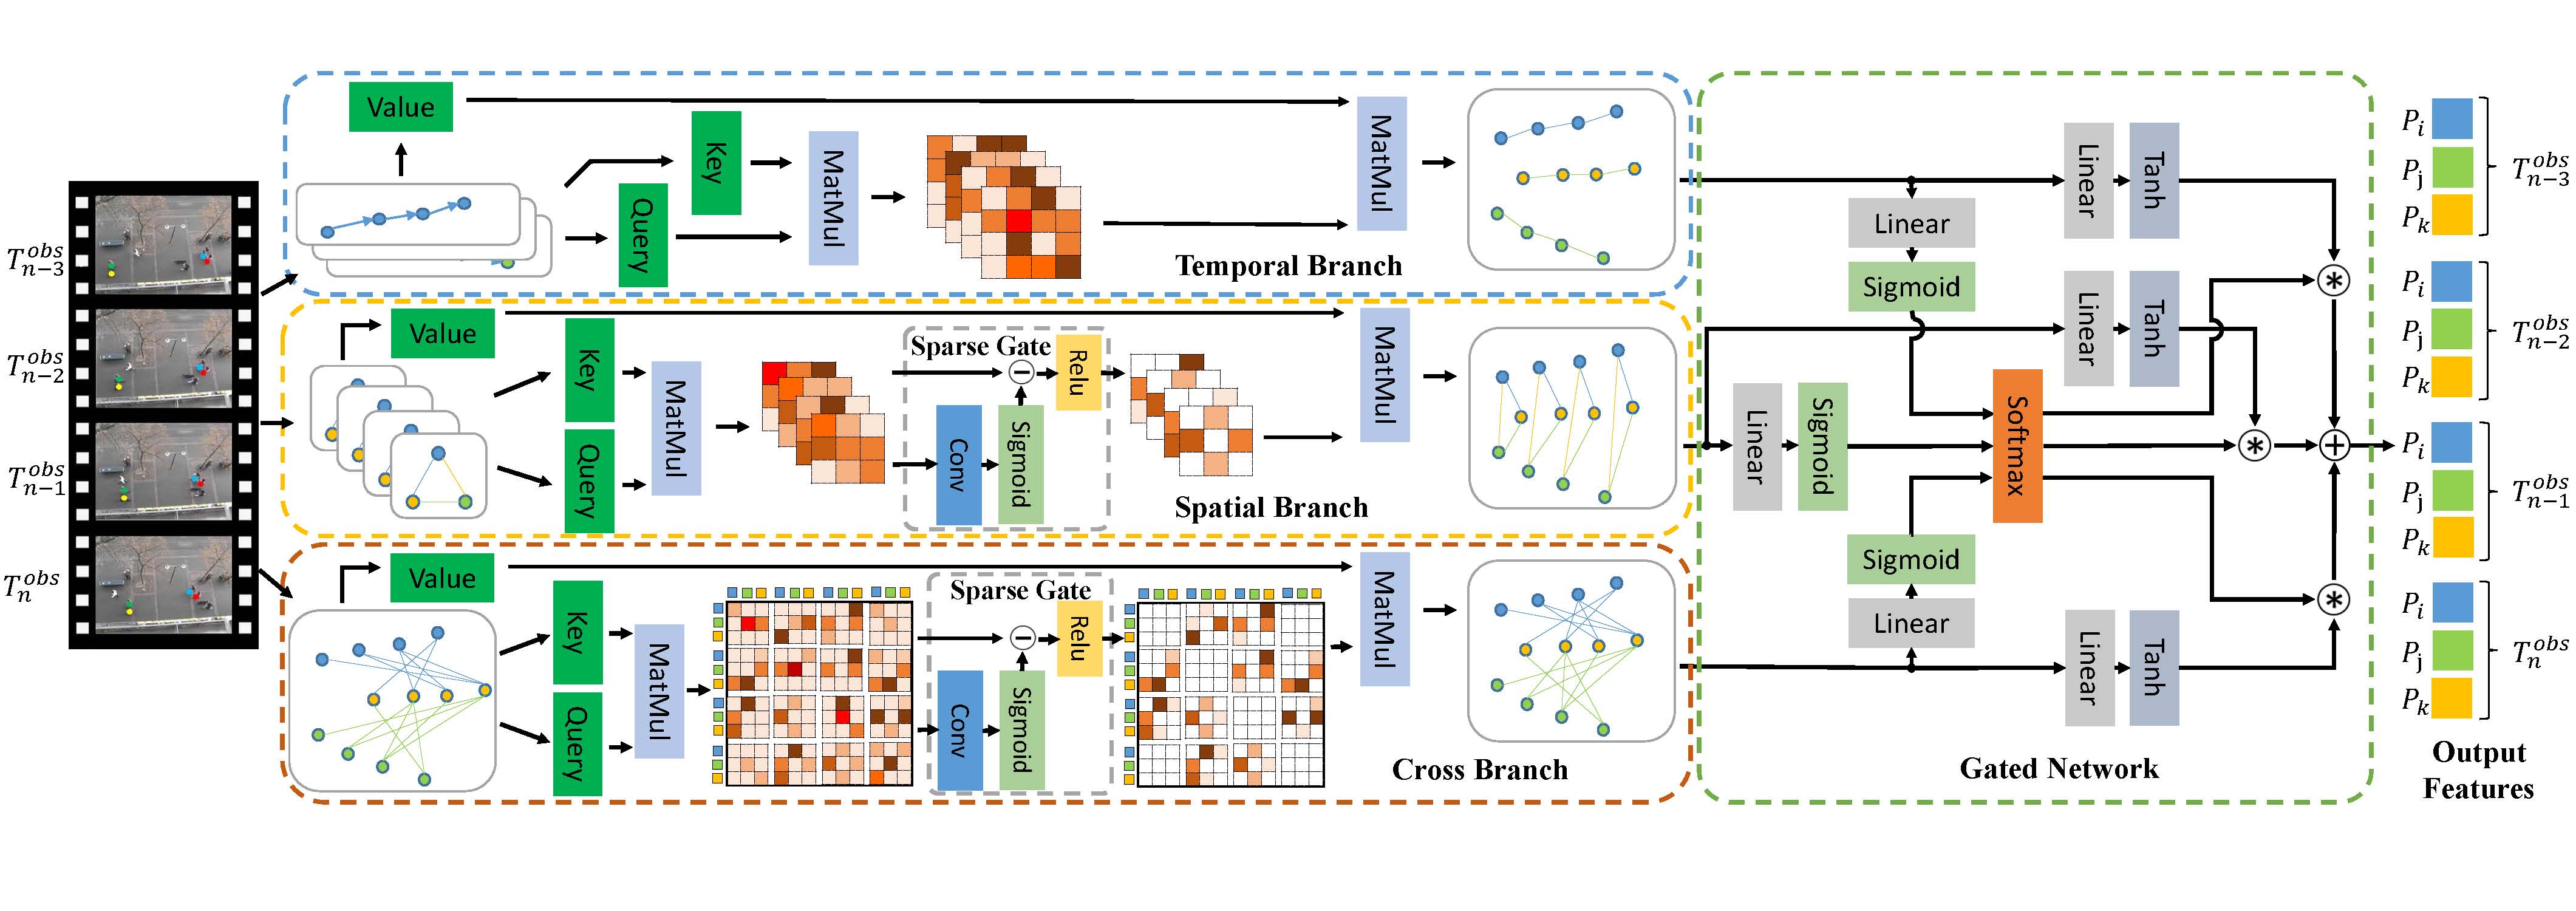 T_{n-3}^{obs}
T_{n-2}^{obs}
T_{n-1}^{obs}
T_n^{obs}
Value
Key
Query
MatMul
MatMul
Temporal Branch
Value
Key
Query
MatMul
Sparse Gate
Conv
Sigmoid
−
Relu
MatMul
Spatial Branch
Value
Key
Query
MatMul
Sparse Gate
Conv
Sigmoid
−
Relu
MatMul
Cross Branch
Linear
Tanh
Linear
Sigmoid
Linear
Tanh
Linear
Sigmoid
Softmax
Sigmoid
Linear
Linear
Tanh
*
*
+
*
Gated Network
P_i
P_j
P_k
T_{n-3}^{obs}
P_i
P_j
P_k
T_{n-2}^{obs}
P_i
P_j
P_k
T_{n-1}^{obs}
P_i
P_j
P_k
T_n^{obs}
Output
Features